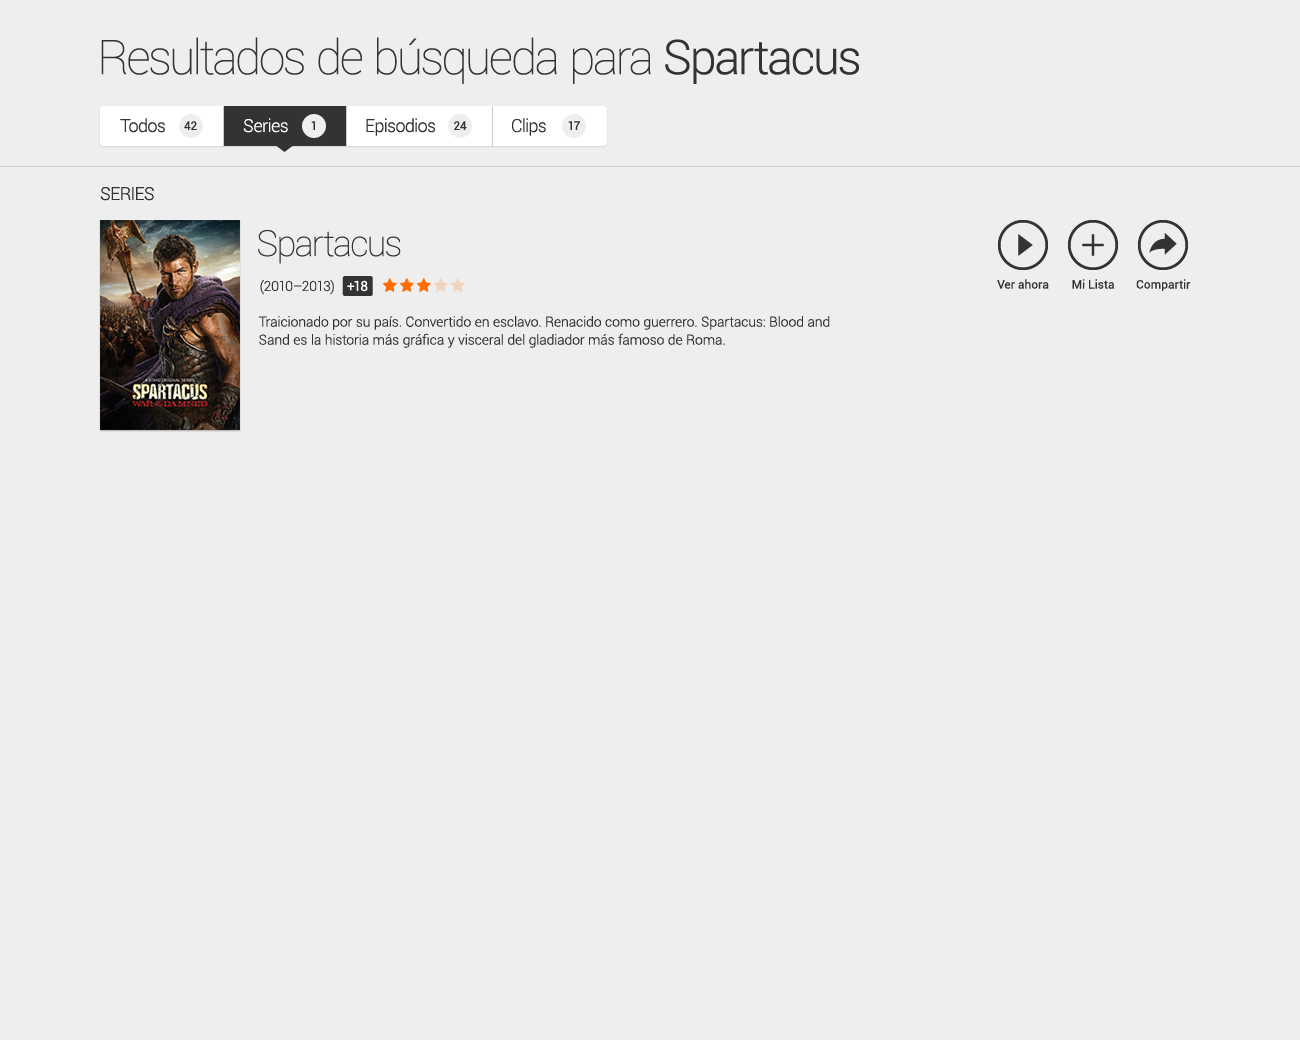 Resultados de búsqueda para Spartacus
Todos 42 Series 1 Episodios 24 Clips 17
SERIES
Spartacus
(2010–2013) +18
Traicionado por su país. Convertido en esclavo. Renacido como guerrero. Spartacus: Blood and
Sand es la historia más gráfica y visceral del gladiador más famoso de Roma.
Ver ahora Mi Lista Compartir
A STARZ ORIGINAL SERIES
SPARTACUS
WAR OF THE DAMNED